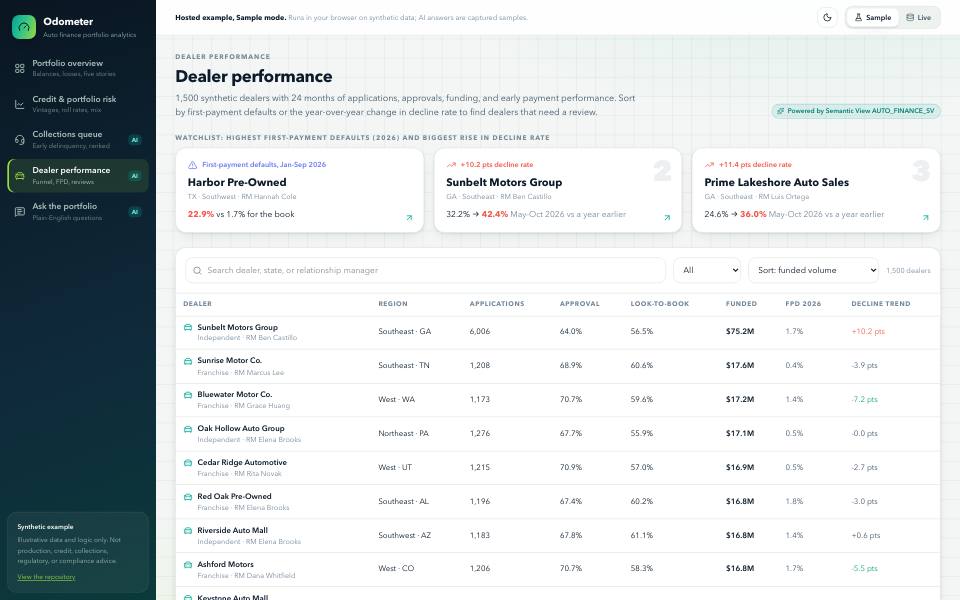 Odometer
Auto finance portfolio analytics
Portfolio overview
Balances, losses, five stories
Credit & portfolio risk
Vintages, roll rates, mix
Collections queue
Early delinquency, ranked
AI
Dealer performance
Funnel, FPD, reviews
AI
Ask the portfolio
Plain-English questions
AI
Synthetic example
Illustrative data and logic only. Not
production, credit, collections,
regulatory, or compliance advice.
View the repository
Hosted example, Sample mode. Runs in your browser on synthetic data; AI answers are captured samples.
Sample
Live
DEALER PERFORMANCE
Dealer performance
1,500 synthetic dealers with 24 months of applications, approvals, funding, and early payment performance. Sort
by first-payment defaults or the year-over-year change in decline rate to find dealers that need a review.
Powered by Semantic View AUTO_FINANCE_SV
WATCHLIST: HIGHEST FIRST-PAYMENT DEFAULTS (2026) AND BIGGEST RISE IN DECLINE RATE
First-payment defaults, Jan-Sep 2026
Harbor Pre-Owned
TX · Southwest · RM Hannah Cole
22.9% vs 1.7% for the book
2
+10.2 pts decline rate
Sunbelt Motors Group
GA · Southeast · RM Ben Castillo
32.2% → 42.4% May-Oct 2026 vs a year earlier
3
+11.4 pts decline rate
Prime Lakeshore Auto Sales
GA · Southeast · RM Luis Ortega
24.6% → 36.0% May-Oct 2026 vs a year earlier
Search dealer, state, or relationship manager
All
Sort: funded volume
1,500 dealers
DEALER REGION APPLICATIONS APPROVAL LOOK-TO-BOOK FUNDED FPD 2026 DECLINE TREND
Sunbelt Motors Group
Independent · RM Ben Castillo
Southeast · GA 6,006 64.0% 56.5% $75.2M 1.7% +10.2 pts
Sunrise Motor Co.
Franchise · RM Marcus Lee
Southeast · TN 1,208 68.9% 60.6% $17.6M 0.4% -3.9 pts
Bluewater Motor Co.
Franchise · RM Grace Huang
West · WA 1,173 70.7% 59.6% $17.2M 1.4% -7.2 pts
Oak Hollow Auto Group
Independent · RM Elena Brooks
Northeast · PA 1,276 67.7% 55.9% $17.1M 0.5% -0.0 pts
Cedar Ridge Automotive
Franchise · RM Rita Novak
West · UT 1,215 70.9% 57.0% $16.9M 0.5% -2.7 pts
Red Oak Pre-Owned
Franchise · RM Elena Brooks
Southeast · AL 1,196 67.4% 60.2% $16.8M 1.8% -3.0 pts
Riverside Auto Mall
Independent · RM Elena Brooks
Southwest · AZ 1,183 67.8% 61.1% $16.8M 1.4% +0.6 pts
Ashford Motors
Franchise · RM Dana Whitfield
West · CO 1,206 70.7% 58.3% $16.8M 1.7% -5.5 pts
Keystone Auto Mall